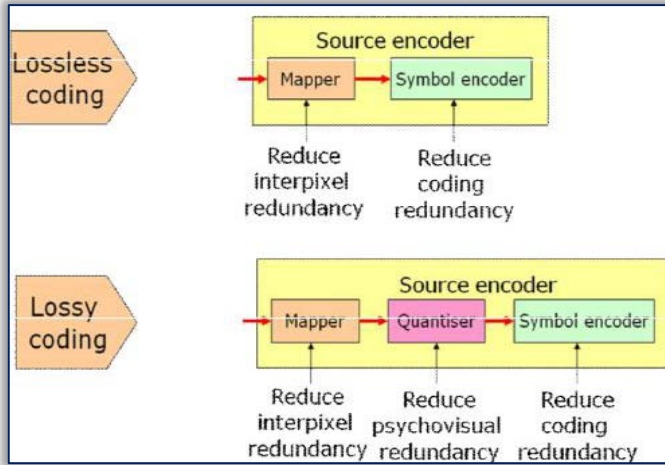 Lossless
coding
Source encoder
Mapper
Symbol encoder
Reduce
interpixel
redundancy
Reduce
coding
redundancy
Lossy
coding
Source encoder
Mapper
Quantiser
Symbol encoder
Reduce
interpixel
redundancy
Reduce
psychovisual
redundancy
Reduce
coding
redundancy